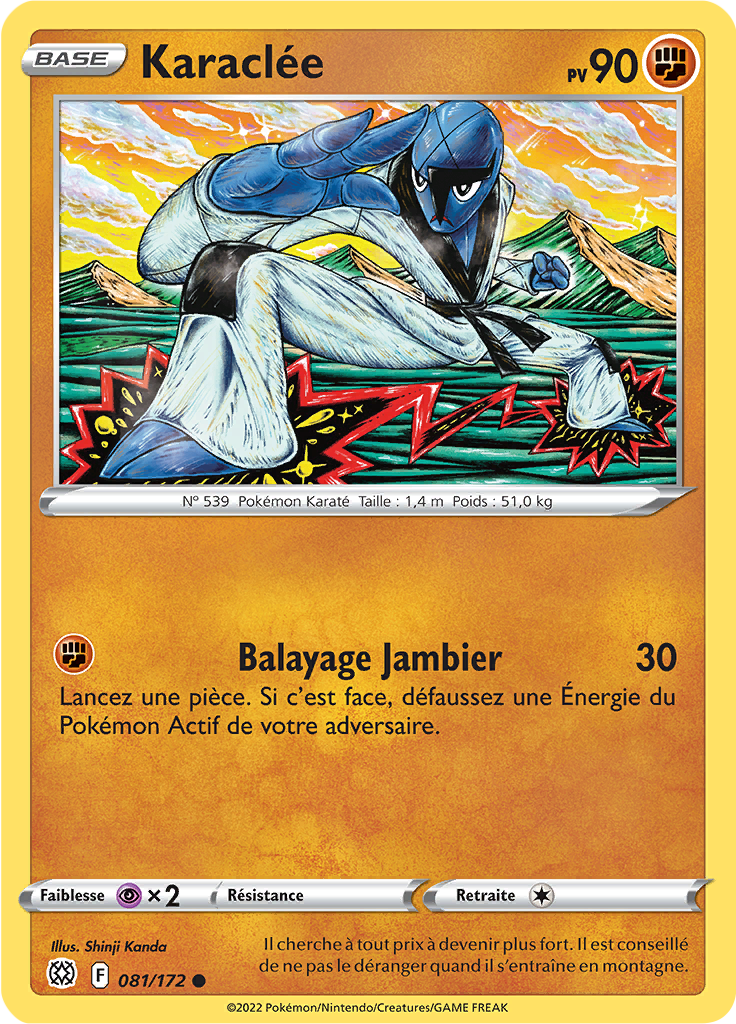 BASE
Karaclée
PV 90
Nº 539 Pokémon Karaté Taille : 1,4 m Poids : 51,0 kg
Balayage Jambier 30
Lancez une pièce. Si c’est face, défaussez une Énergie du
Pokémon Actif de votre adversaire.
Faiblesse ×2 Résistance Retraite
Illus. Shinji Kanda
Il cherche à tout prix à devenir plus fort. Il est conseillé
de ne pas le déranger quand il s’entraîne en montagne.
F 081/172
©2022 Pokémon/Nintendo/Creatures/GAME FREAK